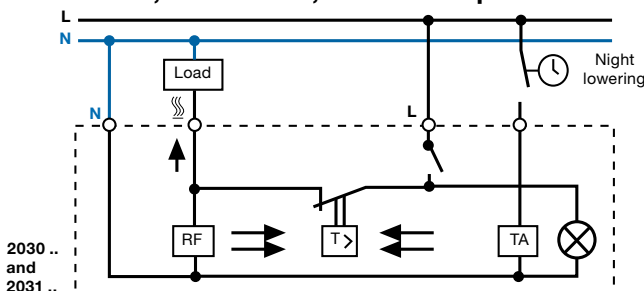 L
N
Load
Night
lowering
N
L
RF
T >
TA
2030 ..
and
2031 ..